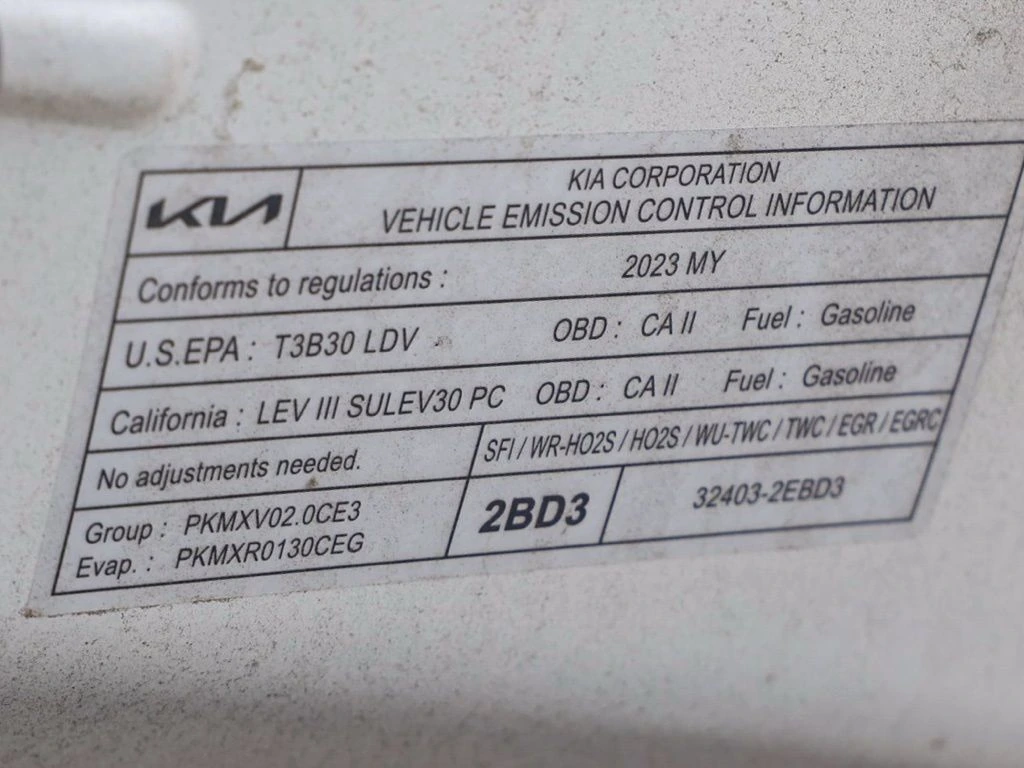 KIA
KIA CORPORATION
VEHICLE EMISSION CONTROL INFORMATION
Conforms to regulations : 2023 MY
U.S.EPA : T3B30 LDV OBD : CA II Fuel : Gasoline
California : LEV III SULEV30 PC OBD : CA II Fuel : Gasoline
No adjustments needed.
SFI / WR-HO2S / HO2S / WU-TWC / TWC / EGR / EGRC
Group : PKMXV02.0CE3
Evap. : PKMXR0130CEG
2BD3
32403-2EBD3